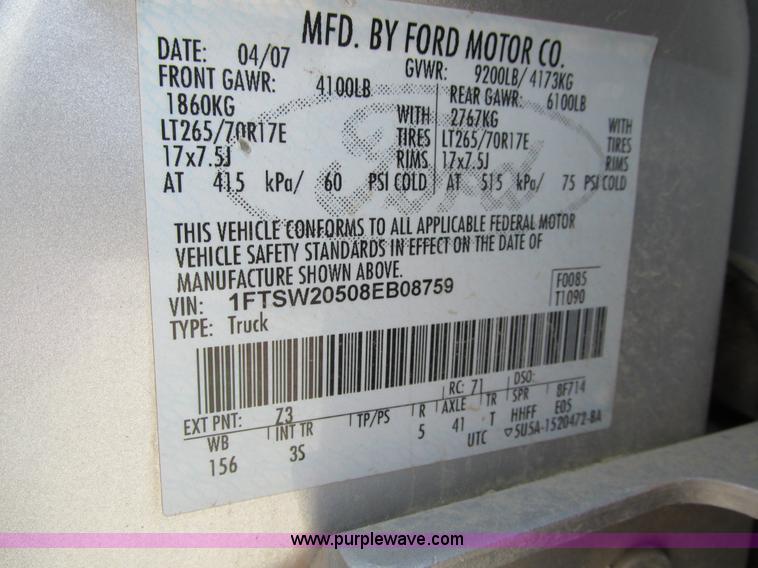 MFD. BY FORD MOTOR CO.
DATE: 04/07
GVWR: 9200LB/ 4173KG
FRONT GAWR: 4100LB
REAR GAWR: 6100LB
1860KG WITH
2767KG WITH
LT265/70R17E TIRES
LT265/70R17E TIRES
17x7.5J RIMS
17x7.5J RIMS
AT 415 kPa/ 60 PSI COLD
AT 515 kPa/ 75 PSI COLD
Ford
THIS VEHICLE CONFORMS TO ALL APPLICABLE FEDERAL MOTOR
VEHICLE SAFETY STANDARDS IN EFFECT ON THE DATE OF
MANUFACTURE SHOWN ABOVE.
VIN: 1FTSW20508EB08759
F0085
T1090
TYPE: Truck
RC: 71 DSO:
EXT PNT: Z3
WB INT TR TP/PS R AXLE TR SPR 8F714
156 3S 5 41 T HHFF E05
UTC 5U5A-1520472-BA
www.purplewave.com